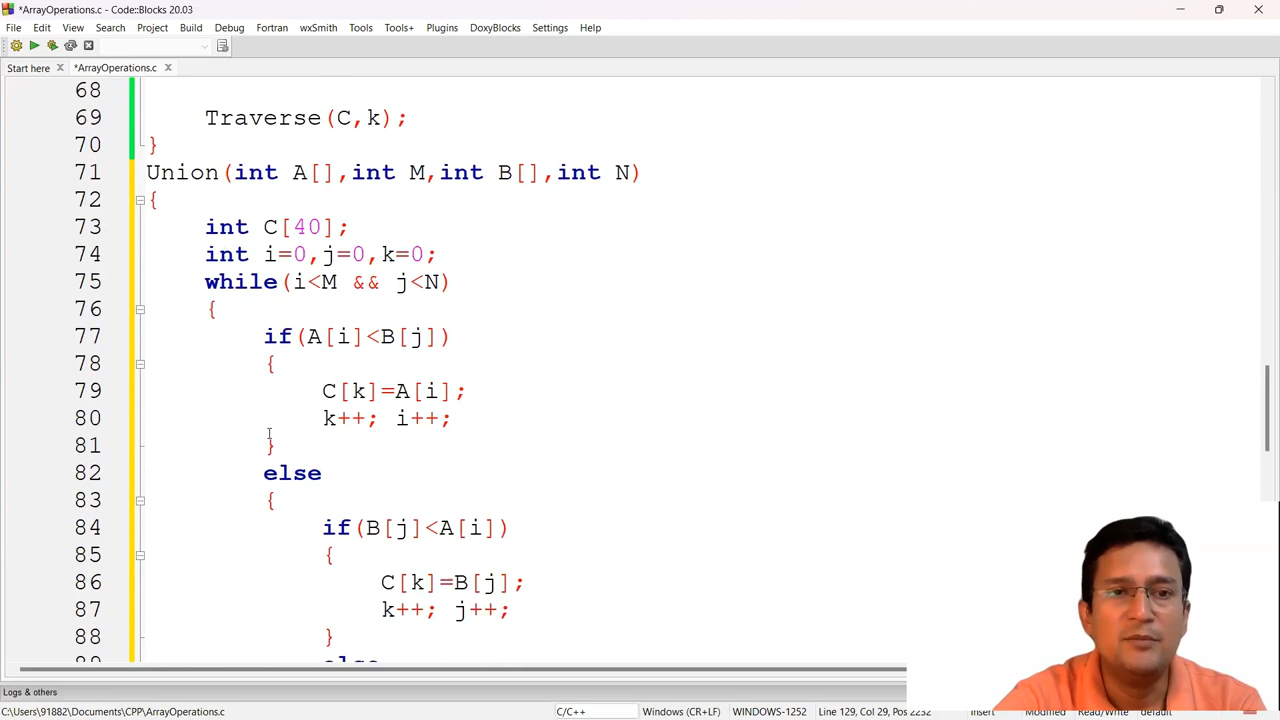 *ArrayOperations.c - Code::Blocks 20.03
File Edit View Search Project Build Debug Fortran wxSmith Tools Tools+ Plugins DoxyBlocks Settings Help
Start here *ArrayOperations.c
68
69 Traverse(C,k);
70 }
71 Union(int A[],int M,int B[],int N)
72 {
73 int C[40];
74 int i=0,j=0,k=0;
75 while(i<M && j<N)
76 {
77 if(A[i]<B[j])
78 {
79 C[k]=A[i];
80 k++; i++;
81 }
82 else
83 {
84 if(B[j]<A[i])
85 {
86 C[k]=B[j];
87 k++; j++;
88 }
89 else
Logs & others
C:\Users\91882\Documents\CPP\ArrayOperations.c C/C++ Windows (CR+LF) WINDOWS-1252 Line 129, Col 29, Pos 2232 Insert Modified Read/Write default